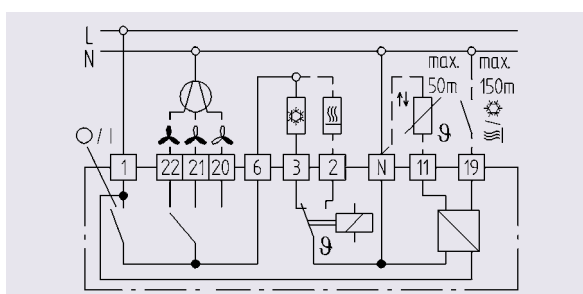 L
N
max. max.
50m 150m
ϑ
○/I
1 22 21 20 6 3 2 N 11 19
ϑ